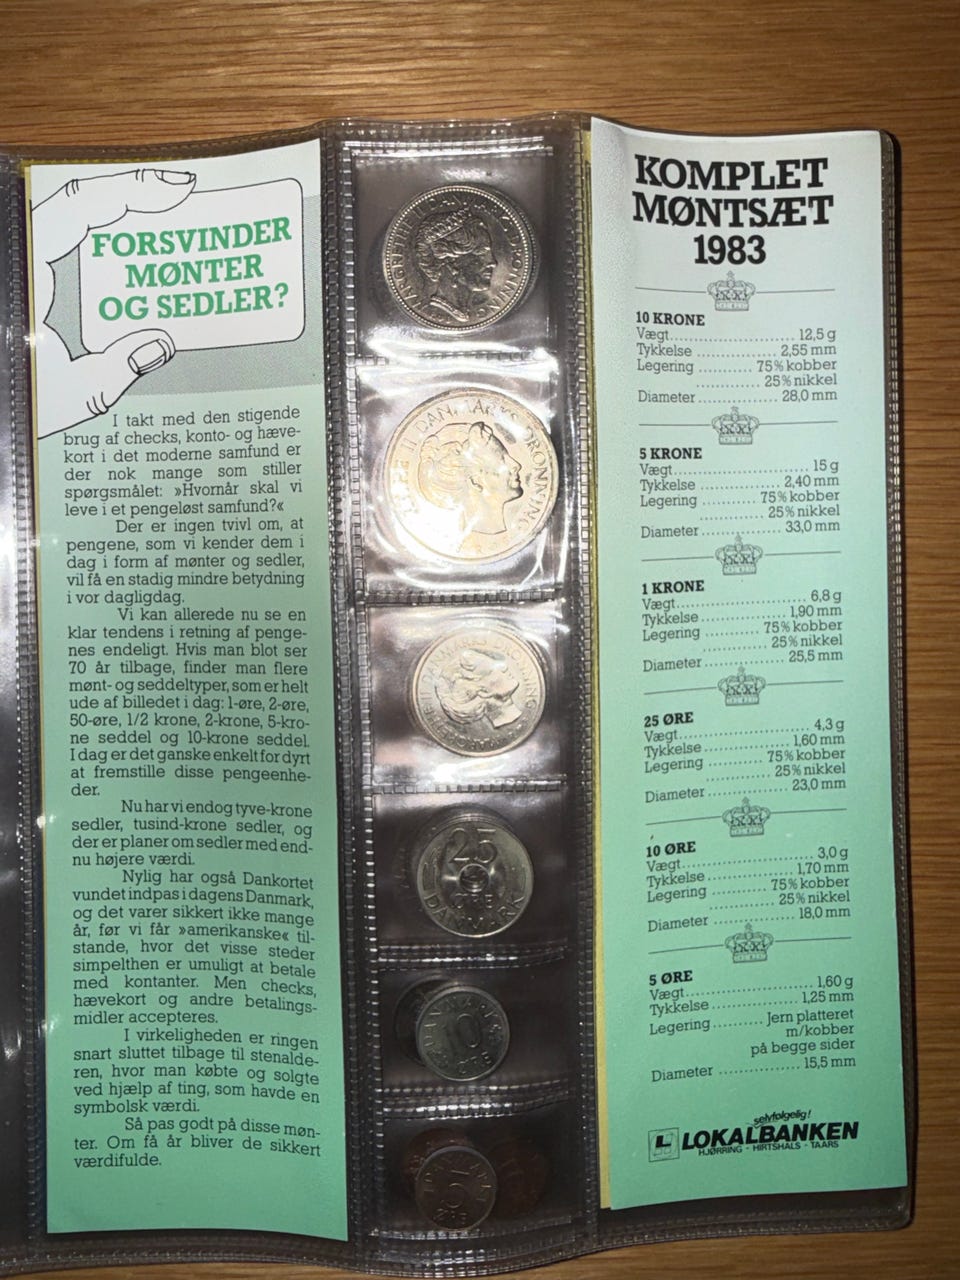 FORSVINDER
MØNTER
OG SEDLER?
I takt med den stigende
brug af checks, konto- og hæve-
kort i det moderne samfund er
der nok mange som stiller
spørgsmålet: »Hvornår skal vi
leve i et pengeløst samfund?«
Der er ingen tvivl om, at
pengene, som vi kender dem i
dag i form af mønter og sedler,
vil få en stadig mindre betydning
i vor dagligdag.
Vi kan allerede nu se en
klar tendens i retning af penge-
nes endeligt. Hvis man blot ser
70 år tilbage, finder man flere
mønt- og seddeltyper, som er helt
ude af billedet i dag: 1-øre, 2-øre,
50-øre, 1/2 krone, 2-krone, 5-kro-
ne seddel og 10-krone seddel.
I dag er det ganske enkelt for dyrt
at fremstille disse pengeenhe-
der.
Nu har vi endog tyve-krone
sedler, tusind-krone sedler, og
der er planer om sedler med end-
nu højere værdi.
Nylig har også Dankortet
vundet indpas i dagens Danmark,
og det varer sikkert ikke mange
år, før vi får »amerikanske« til-
stande, hvor det visse steder
simpelthen er umuligt at betale
med kontanter. Men checks,
hævekort og andre betalings-
midler accepteres.
I virkeligheden er ringen
snart sluttet tilbage til stenalde-
ren, hvor man købte og solgte
ved hjælp af ting, som havde en
symbolsk værdi.
Så pas godt på disse møn-
ter. Om få år bliver de sikkert
værdifulde.
MARGRETHE II DANMARKS DRONNING
MARGRETHE II DANMARKS DRONNING
MARGRETHE II DANMARKS DRONNING
25
ØRE
DANMARK
DANMARK
10
ØRE
DANMARK
5
ØRE
KOMPLET
MØNTSÆT
1983
10 KRONE
Vægt.................. 12,5 g
Tykkelse ............ 2,55 mm
Legering ........ 75% kobber
............ 25% nikkel
Diameter ............ 28,0 mm
5 KRONE
Vægt.................. 15 g
Tykkelse ............ 2,40 mm
Legering ........ 75% kobber
............ 25% nikkel
Diameter ............ 33,0 mm
1 KRONE
Vægt.................. 6,8 g
Tykkelse ............ 1,90 mm
Legering ........ 75% kobber
............ 25% nikkel
Diameter ............ 25,5 mm
25 ØRE
Vægt.................. 4,3 g
Tykkelse ............ 1,60 mm
Legering ........ 75% kobber
............ 25% nikkel
Diameter ............ 23,0 mm
10 ØRE
Vægt.................. 3,0 g
Tykkelse ............ 1,70 mm
Legering ........ 75% kobber
............ 25% nikkel
Diameter ............ 18,0 mm
5 ØRE
Vægt.................. 1,60 g
Tykkelse ............ 1,25 mm
Legering .......... Jern platteret
m/kobber
på begge sider
Diameter ............ 15,5 mm
selvfølgelig!
LOKALBANKEN
HJØRRING - HIRTSHALS - TAARS